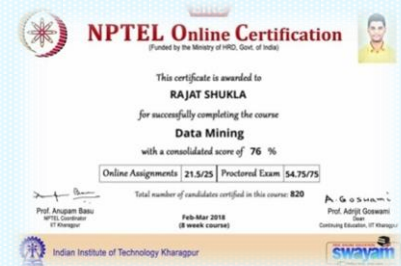 NPTEL Online Certification
(Funded by the Ministry of HRD, Govt. of India)
This certificate is awarded to
RAJAT SHUKLA
for successfully completing the course
Data Mining
with a consolidated score of 76 %
Online Assignments 21.5/25 Proctored Exam 54.75/75
Total number of candidates certified in this course: 820
Prof. Anupam Basu
NPTEL Coordinator
IIT Kharagpur
Feb-Mar 2018
(8 week course)
A. Goswami
Prof. Adrijit Goswami
Dean
Continuing Education, IIT Kharagpur
Indian Institute of Technology Kharagpur
swayam